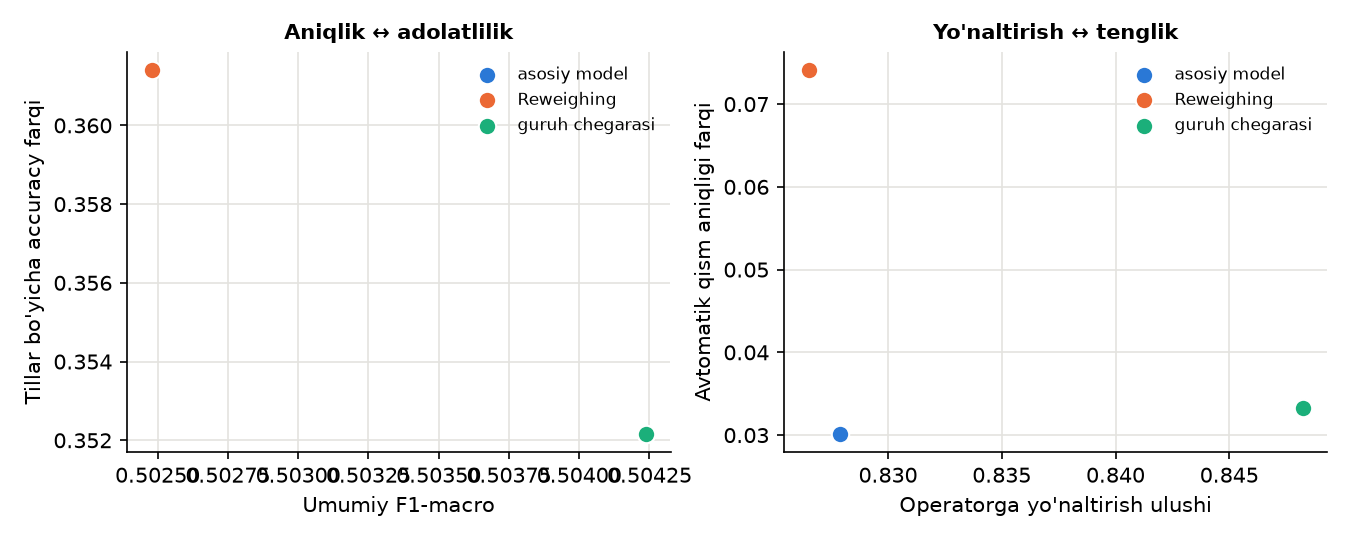 Aniqlik ↔ adolatlilik
Tillar bo'yicha accuracy farqi
0.360
0.358
0.356
0.354
0.352
asosiy model
Reweighing
guruh chegarasi
0.50250 0.50275 0.50300 0.50325 0.50350 0.50375 0.50400 0.50425
Umumiy F1-macro
Yo'naltirish ↔ tenglik
Avtomatik qism aniqligi farqi
0.07
0.06
0.05
0.04
0.03
asosiy model
Reweighing
guruh chegarasi
0.830 0.835 0.840 0.845
Operatorga yo'naltirish ulushi